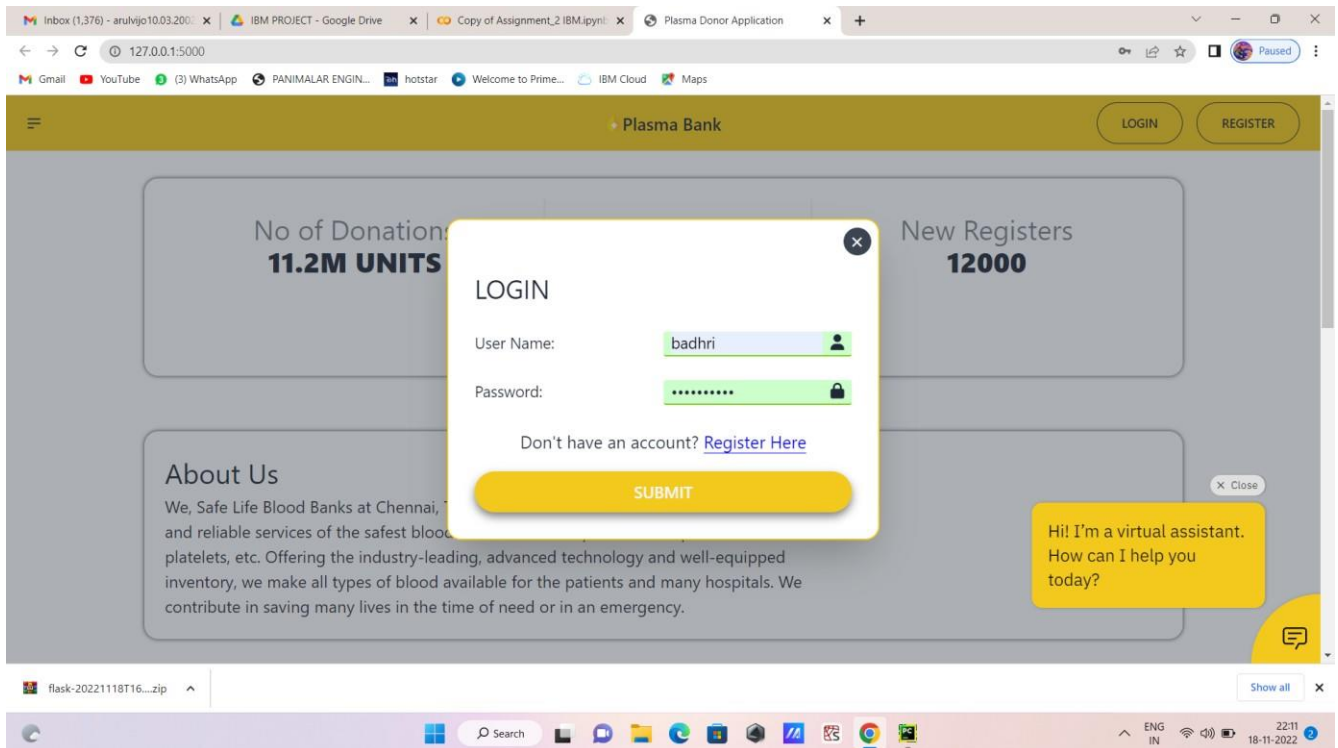 Inbox (1,376) - arulvijo10.03.200
IBM PROJECT - Google Drive
Copy of Assignment_2 IBM.ipyn
Plasma Donor Application
127.0.0.1:5000
Paused
Gmail
YouTube
(3) WhatsApp
PANIMALAR ENGIN...
hotstar
Welcome to Prime...
IBM Cloud
Maps
Plasma Bank
LOGIN
REGISTER
No of Donations
11.2M UNITS
New Registers
12000
LOGIN
User Name:
badhri
Password:
••••••••••
Don't have an account? Register Here
SUBMIT
About Us
We, Safe Life Blood Banks at Chennai,
and reliable services of the safest blood
platelets, etc. Offering the industry-leading, advanced technology and well-equipped
inventory, we make all types of blood available for the patients and many hospitals. We
contribute in saving many lives in the time of need or in an emergency.
Close
Hi! I'm a virtual assistant.
How can I help you
today?
flask-20221118T16....zip
Show all
Search
ENG
IN
22:11
18-11-2022
2